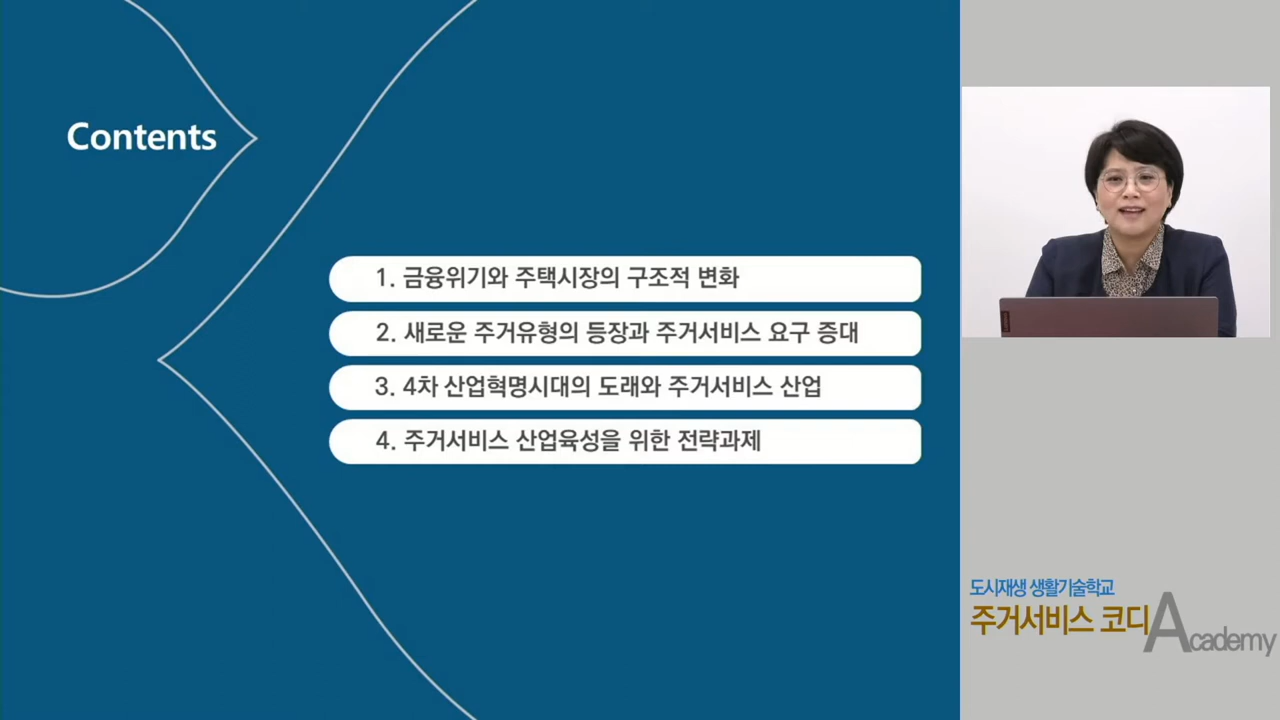 Contents
1. 금융위기와 주택시장의 구조적 변화
2. 새로운 주거유형의 등장과 주거서비스 요구 증대
3. 4차 산업혁명시대의 도래와 주거서비스 산업
4. 주거서비스 산업육성을 위한 전략과제
도시재생 생활기술학교
주거서비스 코디 Academy